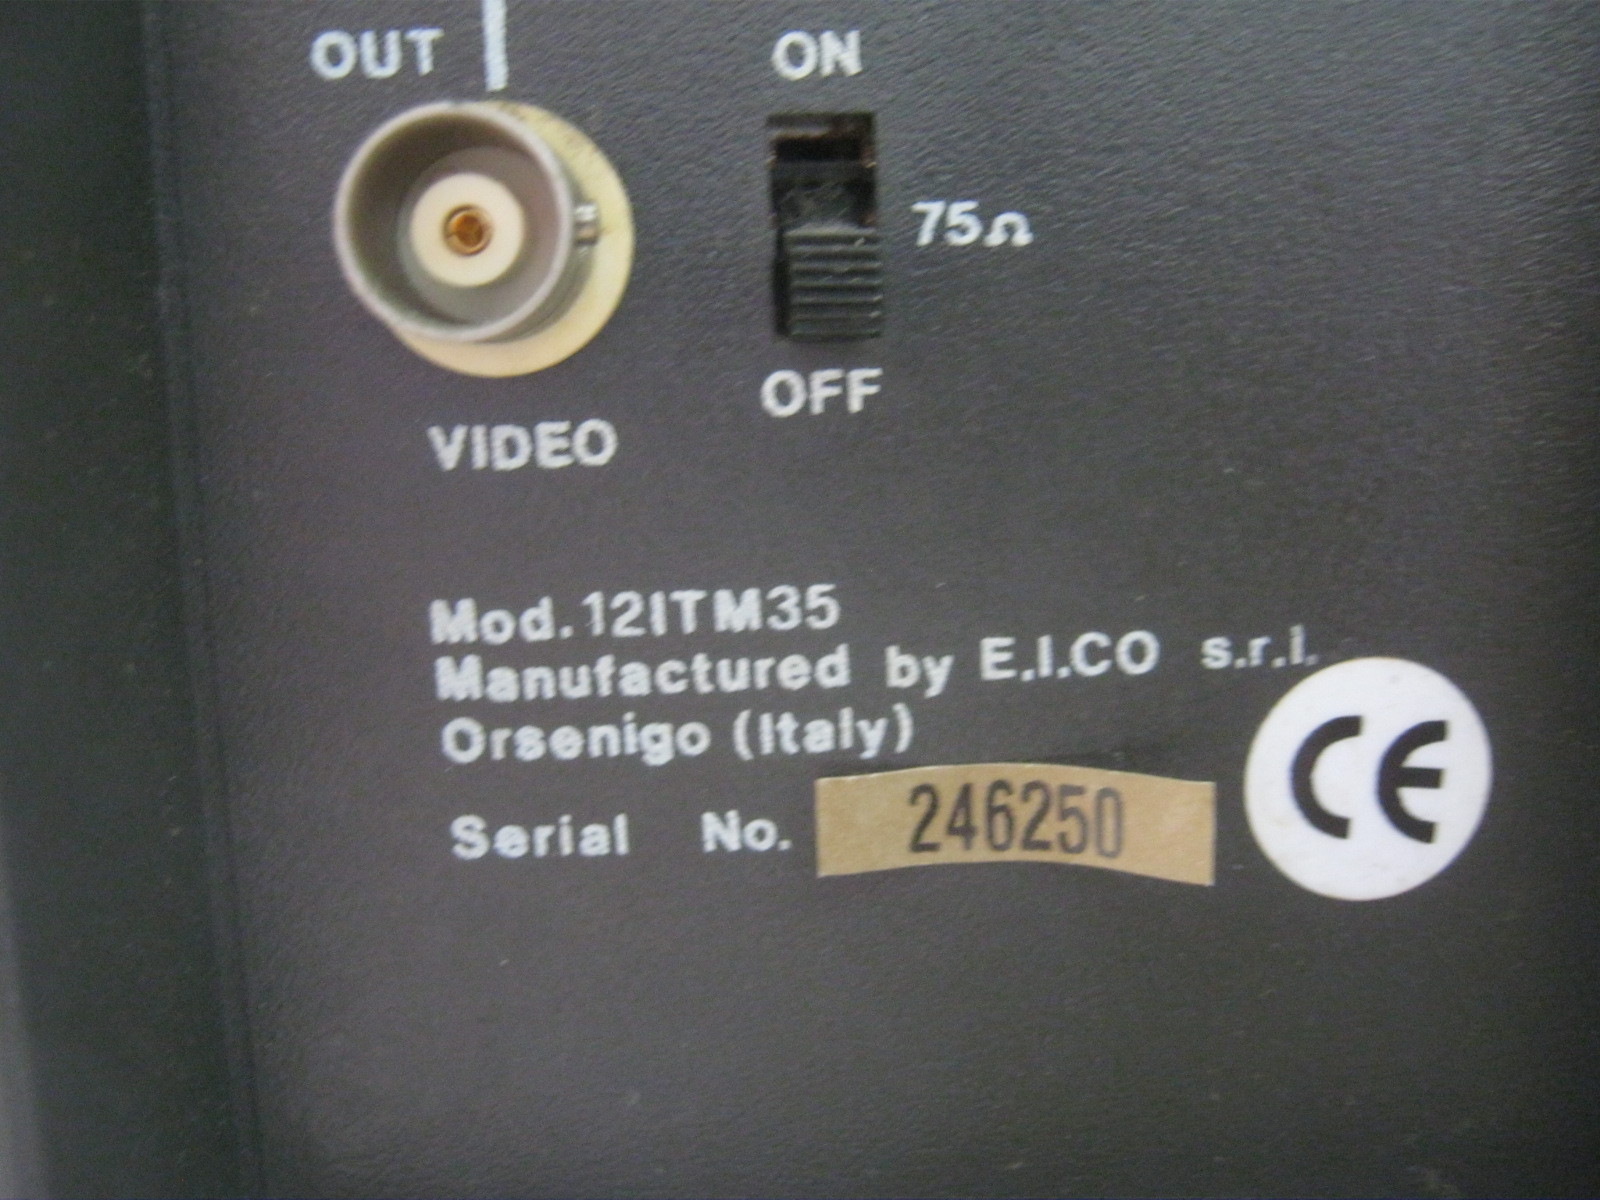 OUT ON
75Ω
OFF
VIDEO
Mod.12ITM35
Manufactured by E.I.CO s.r.l.
Orsenigo (Italy)
Serial No. 246250
CE